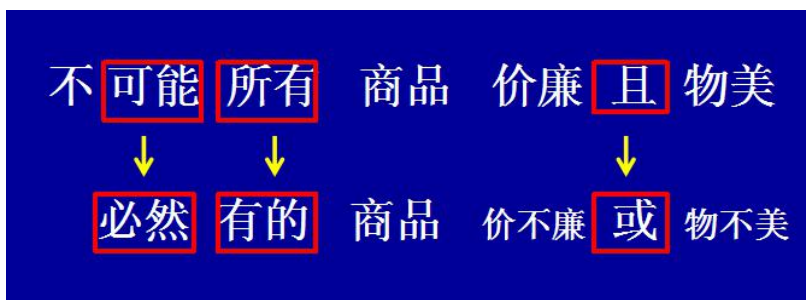 不 可能 所有 商品 价廉 且 物美
必然 有的 商品 价不廉 或 物不美